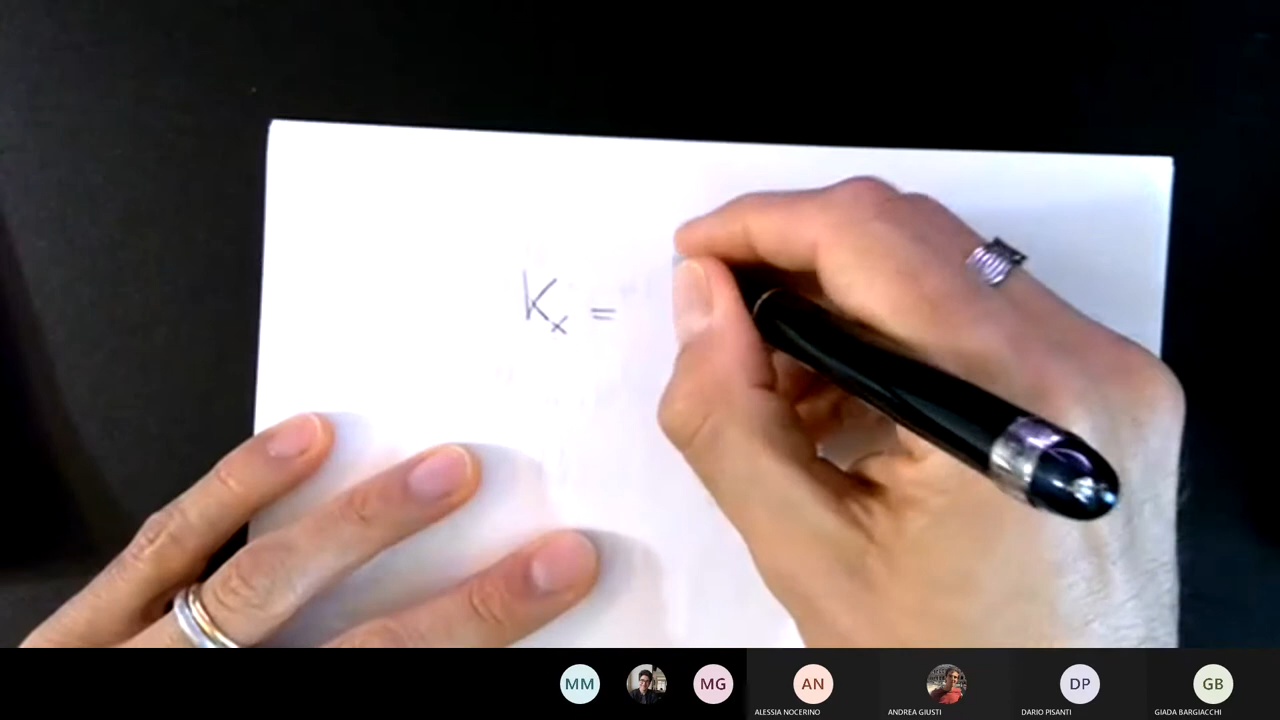 Kₓ =
MM MG AN DP GB
ALESSIA NOCERINO ANDREA GIUSTI DARIO PISANTI GIADA BARGIACCHI